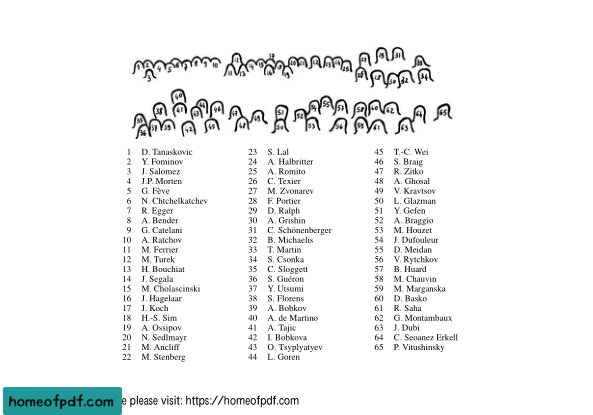 1 D. Tanaskovic
2 Y. Fominov
3 J. Salomez
4 J.P. Morten
5 G. Fève
6 N. Chtchelkatchev
7 R. Egger
8 A. Bender
9 G. Catelani
10 A. Ratchov
11 M. Ferrier
12 M. Turek
13 H. Bouchiat
14 J. Segala
15 M. Cholascinski
16 J. Hagelaar
17 J. Koch
18 H.-S. Sim
19 A. Ossipov
20 N. Sedlmayr
21 M. Ancliff
22 M. Stenberg
23 S. Lal
24 A. Halbritter
25 A. Romito
26 C. Texier
27 M. Zvonarev
28 F. Portier
29 D. Ralph
30 A. Grishin
31 C. Schönenberger
32 B. Michaelis
33 T. Martin
34 S. Csonka
35 C. Sloggett
36 S. Guéron
37 Y. Utsumi
38 S. Florens
39 A. Bobkov
40 A. de Martino
41 A. Tajic
42 I. Bobkova
43 O. Tsyplyatyev
44 L. Goren
45 T.-C. Wei
46 S. Braig
47 R. Zitko
48 A. Ghosal
49 V. Kravtsov
50 L. Glazman
51 Y. Gefen
52 A. Braggio
53 M. Houzet
54 J. Dufouleur
55 D. Meidan
56 V. Rytchkov
57 B. Huard
58 M. Chauvin
59 M. Marganska
60 D. Basko
61 R. Saha
62 G. Montambaux
63 J. Dubi
64 C. Seoanez Erkell
65 P. Vitushinsky
homeofpdf.com
e please visit: https://homeofpdf.com